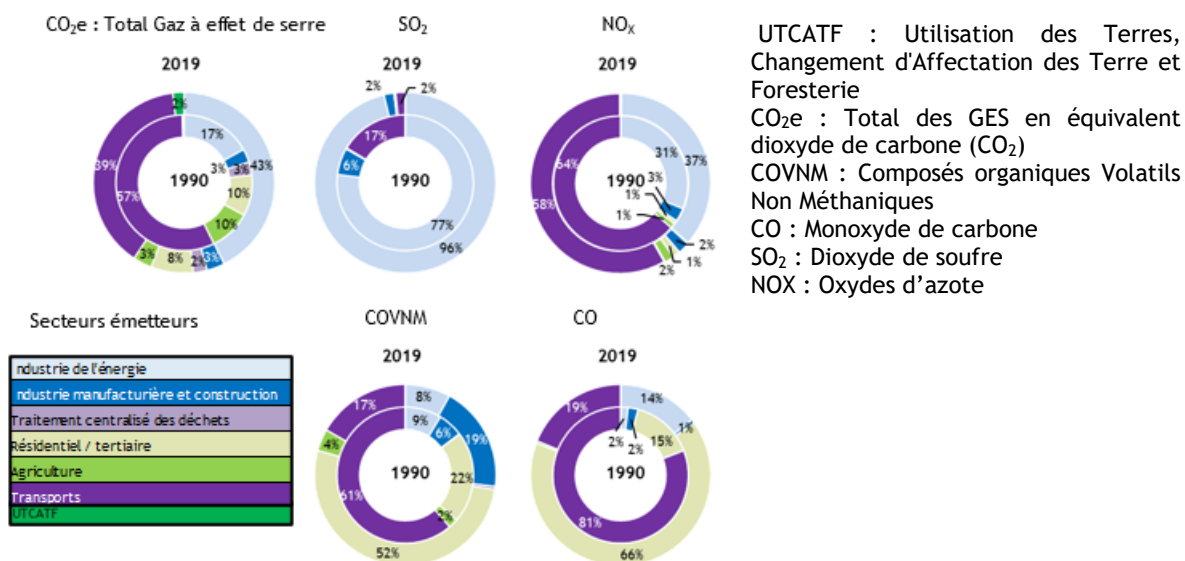 CO₂e : Total Gaz à effet de serre
SO₂
NOₓ
2019
2019
2019
2%
17%
3%
3%
43%
39%
57%
1990
10%
10%
3%
8%
2%
3%
2%
2%
17%
6%
1990
77%
96%
31%
37%
64%
3%
1990
1%
1%
58%
2%
1%
2%
UTCATF : Utilisation des Terres,
Changement d'Affectation des Terre et
Foresterie
CO₂e : Total des GES en équivalent
dioxyde de carbone (CO₂)
COVNM : Composés organiques Volatils
Non Méthaniques
CO : Monoxyde de carbone
SO₂ : Dioxyde de soufre
NOX : Oxydes d’azote
Secteurs émetteurs
ndustrie de l'énergie
ndustrie manufacturière et construction
Traitement centralisé des déchets
Résidentiel / tertiaire
Agriculture
Transports
UTCATF
COVNM
CO
2019
2019
17%
8%
9%
6%
19%
4%
1990
22%
61%
2%
52%
19%
14%
1%
2%
2%
15%
1990
81%
66%